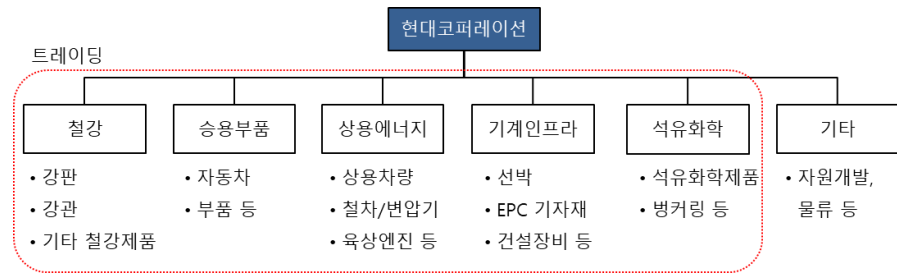 현대코퍼레이션
트레이딩
철강
승용부품
상용에너지
기계인프라
석유화학
기타
• 강판
• 강관
• 기타 철강제품
• 자동차
• 부품 등
• 상용차량
• 철차/변압기
• 육상엔진 등
• 선박
• EPC 기자재
• 건설장비 등
• 석유화학제품
• 벙커링 등
• 자원개발,
물류 등